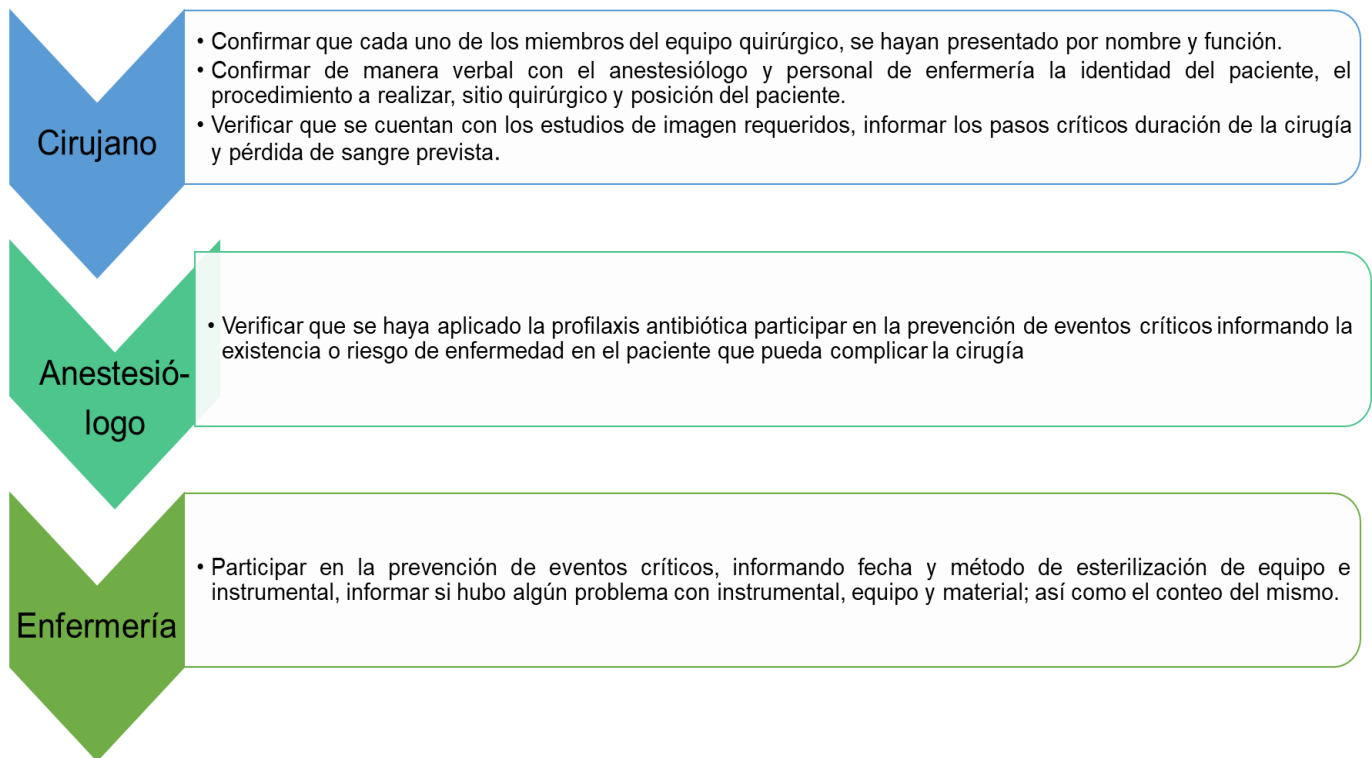 Cirujano
• Confirmar que cada uno de los miembros del equipo quirúrgico, se hayan presentado por nombre y función.
• Confirmar de manera verbal con el anestesiólogo y personal de enfermería la identidad del paciente, el
procedimiento a realizar, sitio quirúrgico y posición del paciente.
• Verificar que se cuentan con los estudios de imagen requeridos, informar los pasos críticos duración de la cirugía
y pérdida de sangre prevista.
Anestesió-
logo
• Verificar que se haya aplicado la profilaxis antibiótica participar en la prevención de eventos críticos informando la
existencia o riesgo de enfermedad en el paciente que pueda complicar la cirugía
Enfermería
• Participar en la prevención de eventos críticos, informando fecha y método de esterilización de equipo e
instrumental, informar si hubo algún problema con instrumental, equipo y material; así como el conteo del mismo.